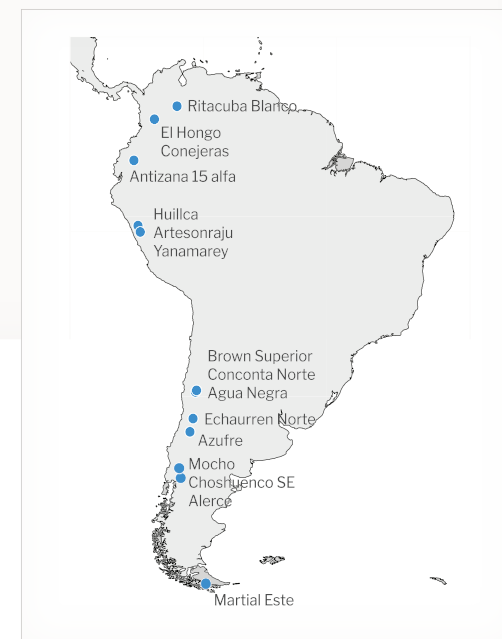 Ritacuba Blanco
El Hongo
Conejeras
Antizana 15 alfa
Huillca
Artesonraju
Yanamarey
Brown Superior
Conconta Norte
Agua Negra
Echaurren Norte
Azufre
Mocho
Choshuenco SE
Alerce
Martial Este